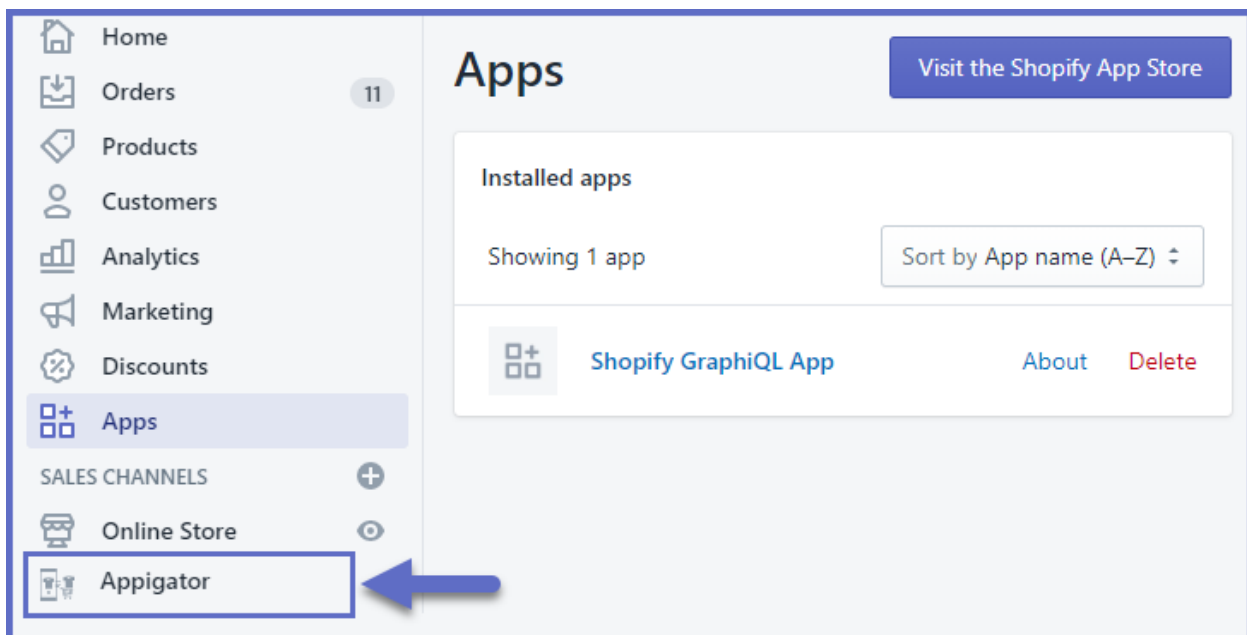 Home
Orders 11
Products
Customers
Analytics
Marketing
Discounts
Apps
SALES CHANNELS
Online Store
Appigator
Apps
Visit the Shopify App Store
Installed apps
Showing 1 app
Sort by App name (A–Z)
Shopify GraphiQL App About Delete